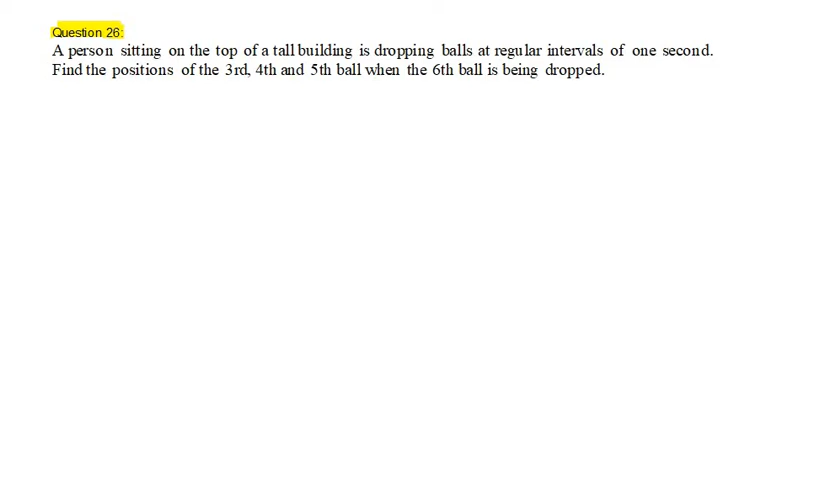 Question 26:
A person sitting on the top of a tall building is dropping balls at regular intervals of one second.
Find the positions of the 3rd, 4th and 5th ball when the 6th ball is being dropped.